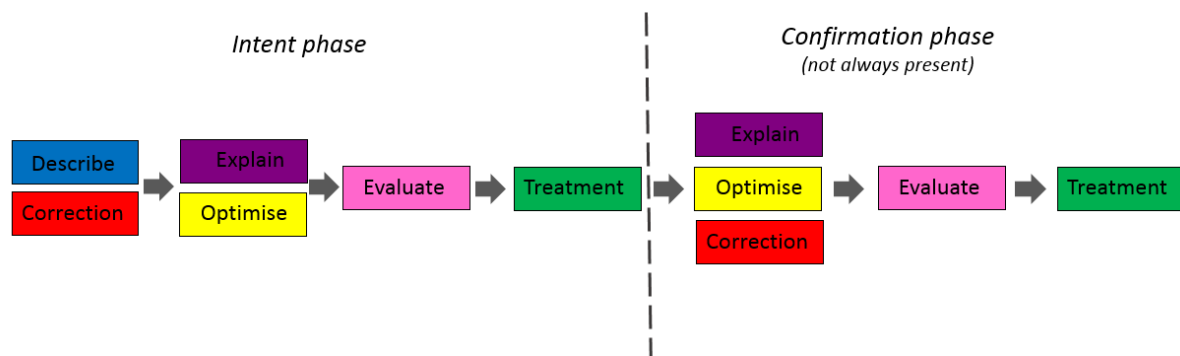 Intent phase
Confirmation phase
(not always present)
Describe
Correction
Explain
Optimise
Evaluate
Treatment
Explain
Optimise
Correction
Evaluate
Treatment